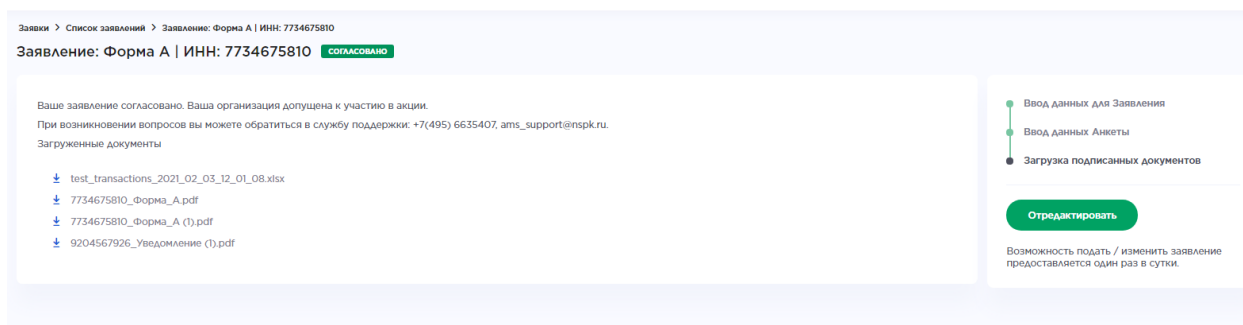 Заявки > Список заявлений > Заявление: Форма А | ИНН: 7734675810
Заявление: Форма А | ИНН: 7734675810 СОГЛАСОВАНО
Ваше заявление согласовано. Ваша организация допущена к участию в акции.
При возникновении вопросов вы можете обратиться в службу поддержки: +7(495) 6635407, ams_support@nspk.ru.
Загруженные документы
test_transactions_2021_02_03_12_01_08.xlsx
7734675810_Форма_А.pdf
7734675810_Форма_А (1).pdf
9204567926_Уведомление (1).pdf
Ввод данных для Заявления
Ввод данных Анкеты
Загрузка подписанных документов
Отредактировать
Возможность подать / изменить заявление
предоставляется один раз в сутки.